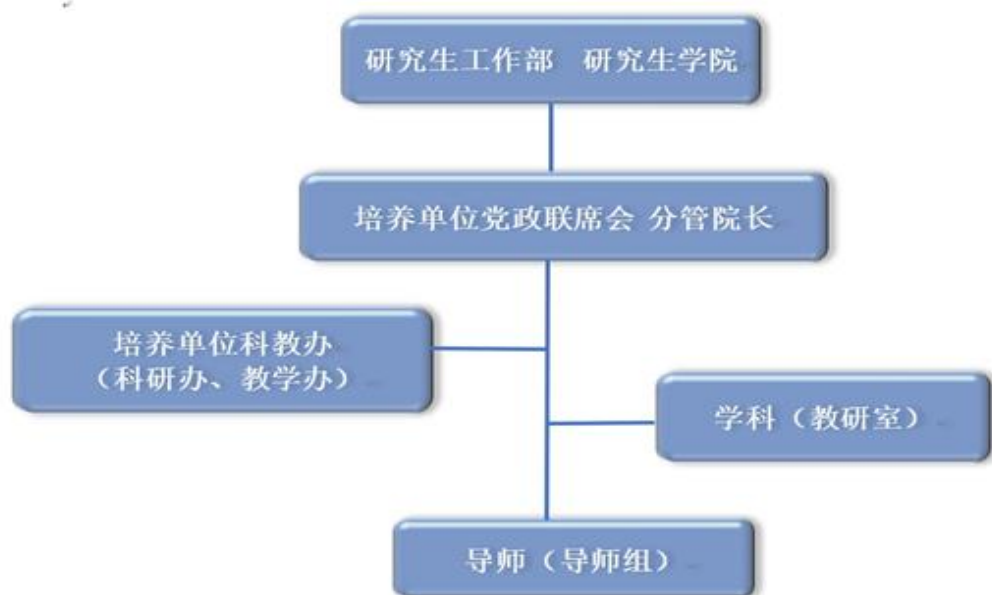 研究生工作部 研究生学院
培养单位党政联席会 分管院长
培养单位科教办
（科研办、教学办）
学科（教研室）
导师（导师组）